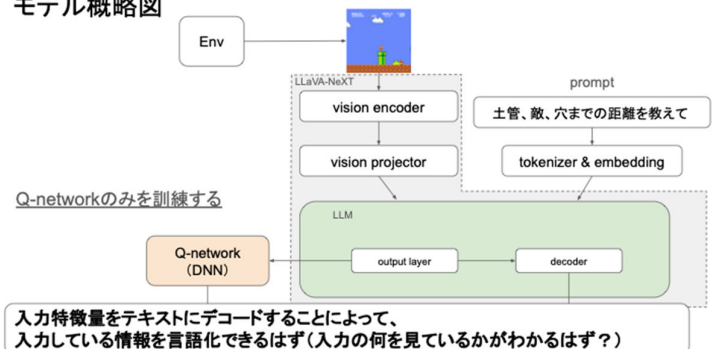 モデル概略図
Env
LLaVA-NeXT
prompt
vision encoder
土管、敵、穴までの距離を教えて
vision projector
tokenizer & embedding
Q-networkのみを訓練する
LLM
Q-network
（DNN）
output layer
decoder
入力特徴量をテキストにデコードすることによって、
入力している情報を言語化できるはず（入力の何を見ているかがわかるはず？）